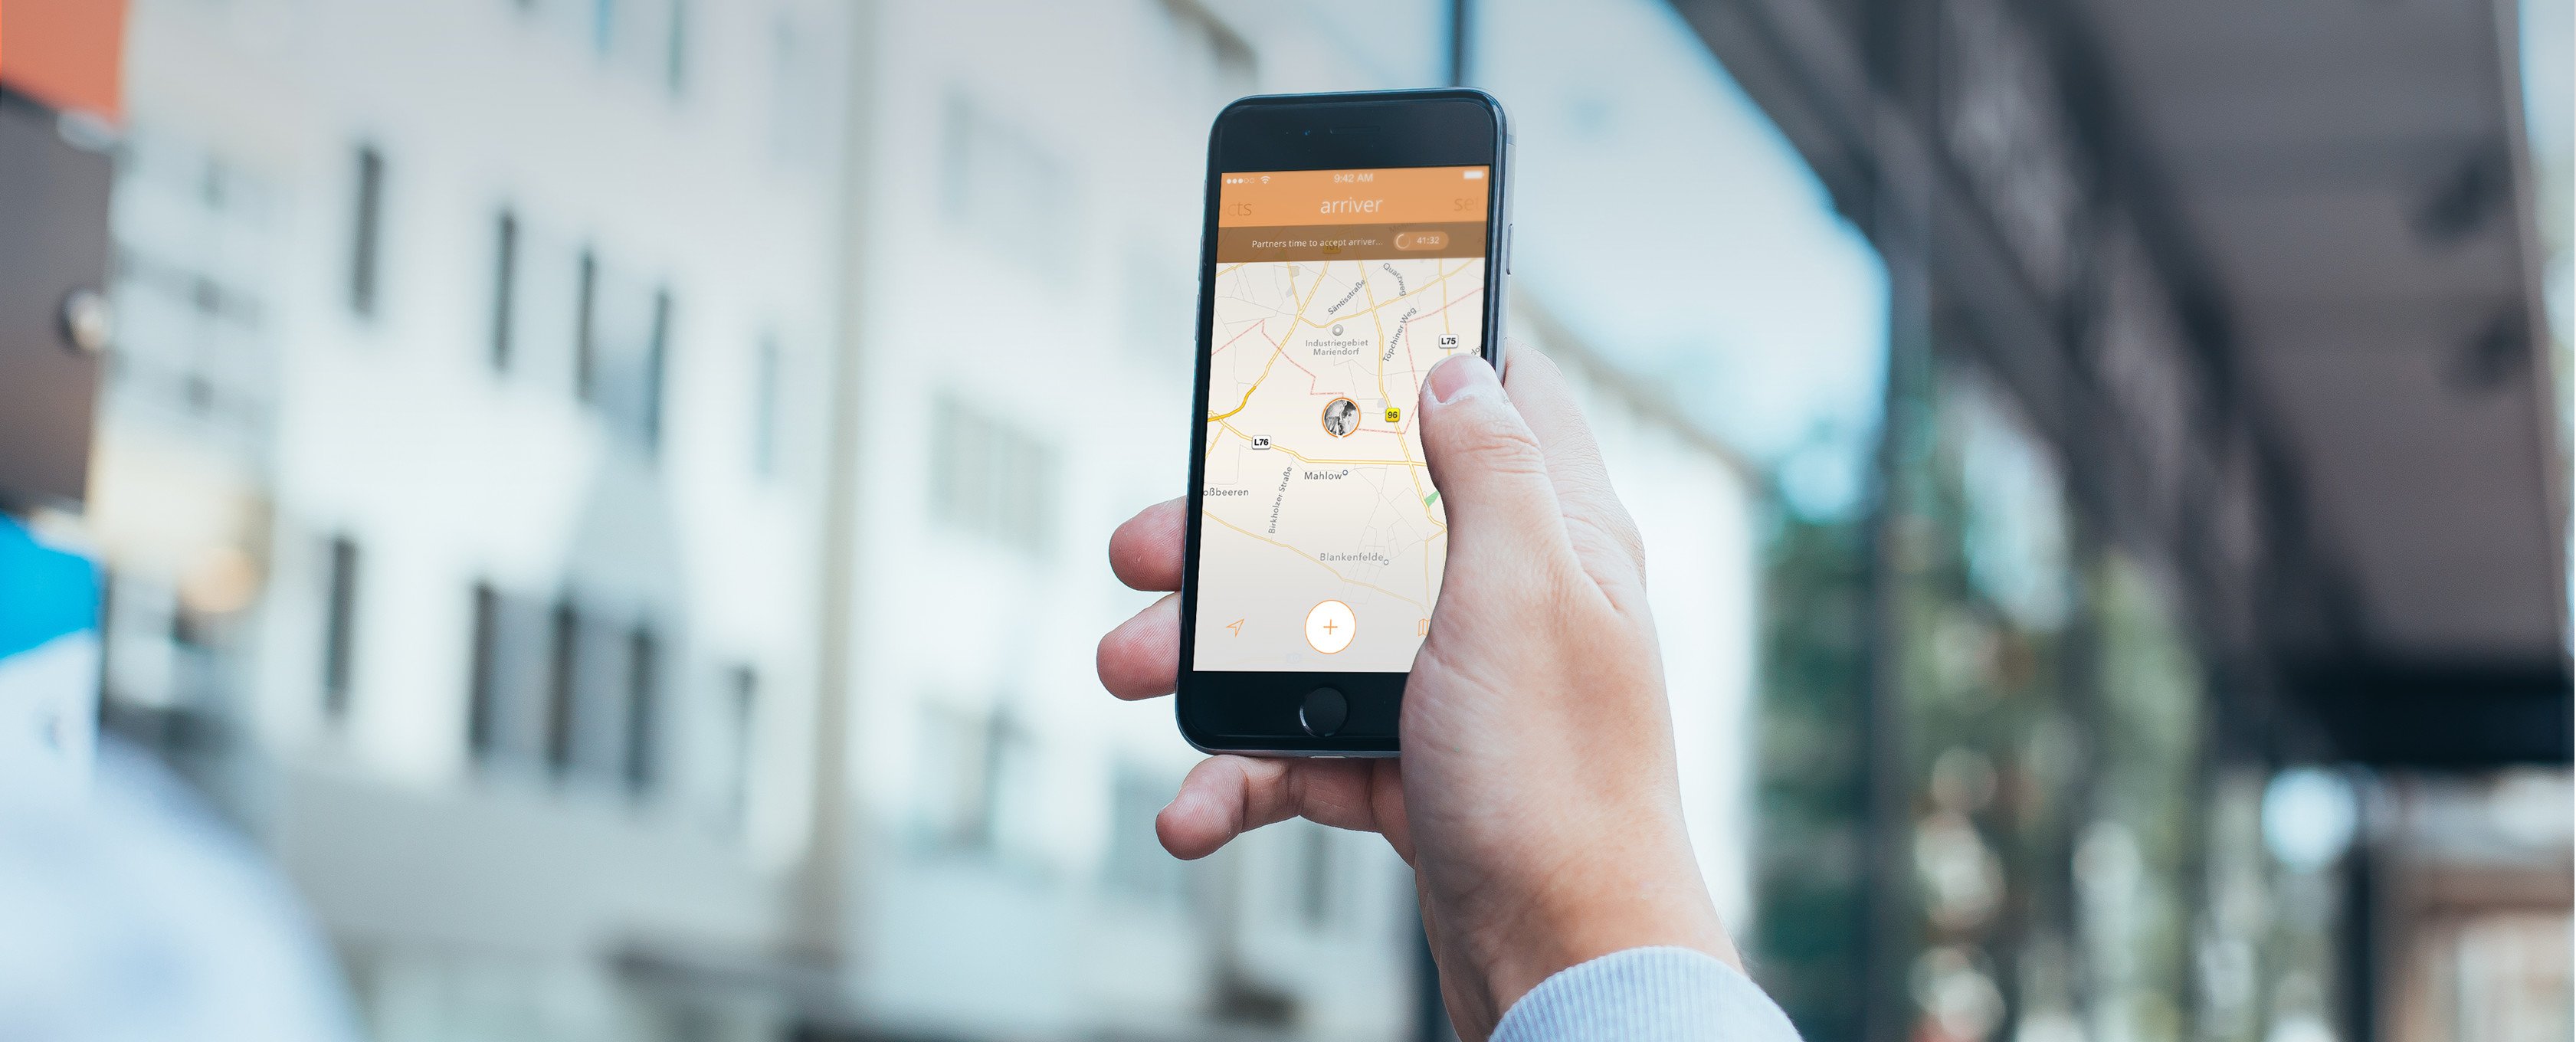 9:42 AM
cts
arriver
se
Partners time to accept arriver...
41:32
Quarzweg
Säntisstraße
Töpchiner Weg
Industriegebiet
Mariendorf
L75
96
L76
Mahlow
oßbeeren
Birkholzer Straße
Blankenfelde